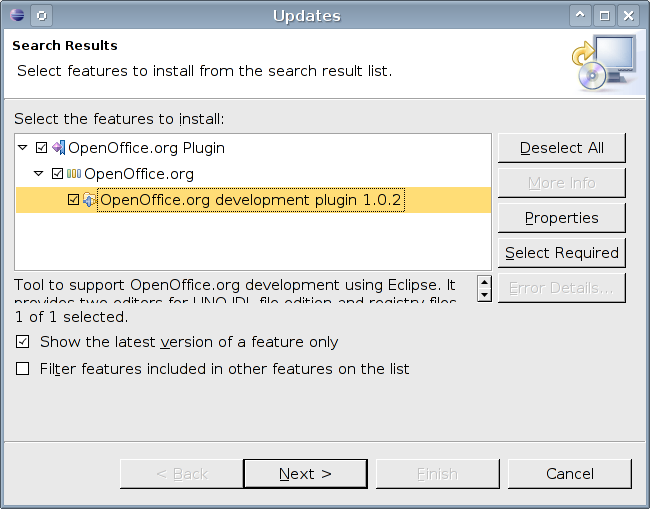 Updates
Search Results
Select features to install from the search result list.
Select the features to install:
OpenOffice.org Plugin
OpenOffice.org
OpenOffice.org development plugin 1.0.2
Deselect All
More Info
Properties
Select Required
Error Details...
Tool to support OpenOffice.org development using Eclipse. It
provides two editors for UNO IDL file edition and registry files
1 of 1 selected.
Show the latest version of a feature only
Filter features included in other features on the list
< Back
Next >
Finish
Cancel